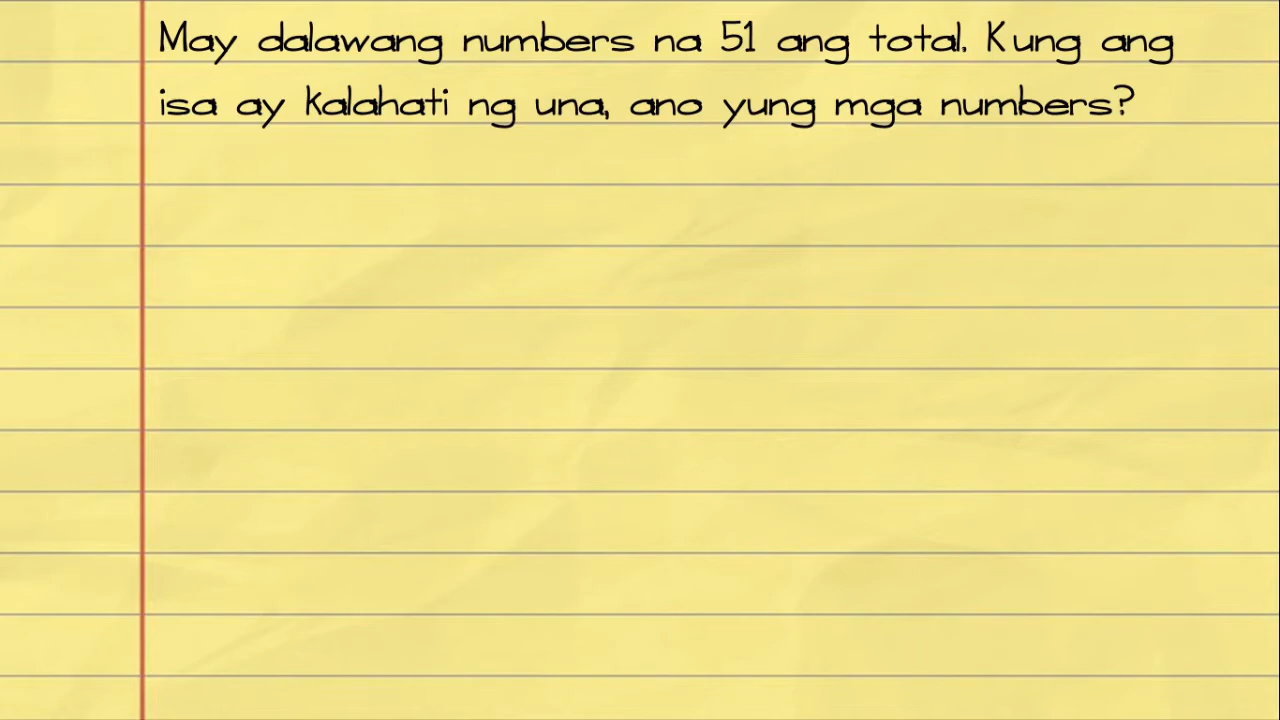 May dalawang numbers na 51 ang total. Kung ang
isa ay kalahati ng una, ano yung mga numbers?